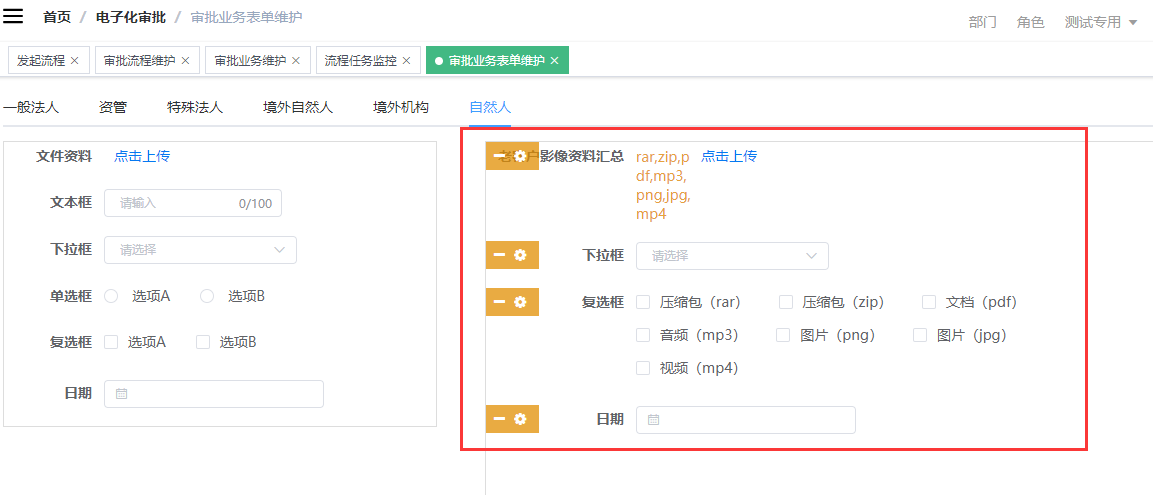 首页 / 电子化审批 / 审批业务表单维护
部门 角色 测试专用
发起流程 × 审批流程维护 × 审批业务维护 × 流程任务监控 × 审批业务表单维护 ×
一般法人 资管 特殊法人 境外自然人 境外机构 自然人
文件资料 点击上传
文本框 请输入 0/100
下拉框 请选择
单选框 选项A 选项B
复选框 选项A 选项B
日期
老客户影像资料汇总 rar,zip,p 点击上传
df,mp3,
png,jpg,
mp4
下拉框 请选择
复选框 压缩包（rar） 压缩包（zip） 文档（pdf）
音频（mp3） 图片（png） 图片（jpg）
视频（mp4）
日期